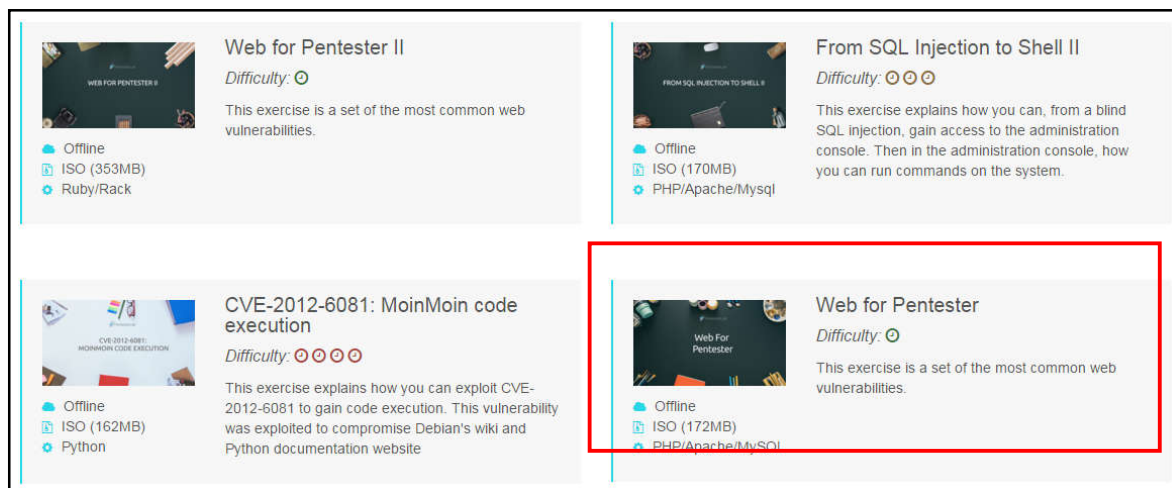 Web for Pentester II
Difficulty:
This exercise is a set of the most common web
vulnerabilities.
WEB FOR PENTESTER II
Offline
ISO (353MB)
Ruby/Rack
From SQL Injection to Shell II
Difficulty:
This exercise explains how you can, from a blind
SQL injection, gain access to the administration
console. Then in the administration console, how
you can run commands on the system.
FROM SQL INJECTION TO SHELL II
Offline
ISO (170MB)
PHP/Apache/Mysql
CVE-2012-6081: MoinMoin code
execution
Difficulty:
This exercise explains how you can exploit CVE-
2012-6081 to gain code execution. This vulnerability
was exploited to compromise Debian's wiki and
Python documentation website
CVE-2012-6081:
MOINMOIN CODE EXECUTION
Offline
ISO (162MB)
Python
Web for Pentester
Difficulty:
This exercise is a set of the most common web
vulnerabilities.
Web For
Pentester
Offline
ISO (172MB)
PHP/Apache/MySQL